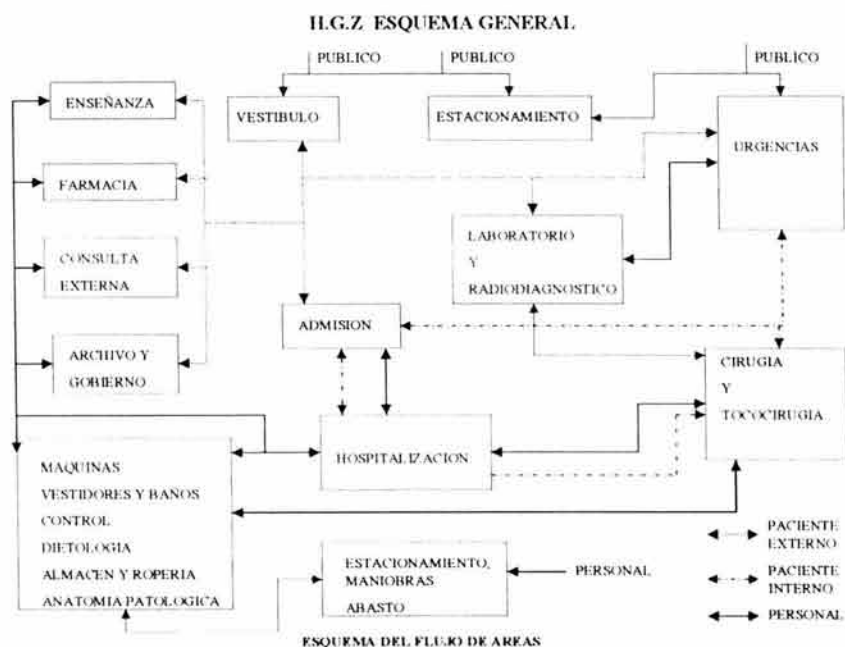 H.G.Z ESQUEMA GENERAL
PUBLICO
PUBLICO
PUBLICO
ENSEÑANZA
VESTIBULO
ESTACIONAMIENTO
URGENCIAS
FARMACIA
LABORATORIO
Y
RADIODIAGNOSTICO
CONSULTA
EXTERNA
ADMISION
ARCHIVO Y
GOBIERNO
CIRUGIA
Y
TOCOCIRUGIA
HOSPITALIZACION
MAQUINAS
VESTIDORES Y BAÑOS
CONTROL
DIETOLOGIA
ALMACEN Y ROPERIA
ANATOMIA PATOLOGICA
ESTACIONAMIENTO,
MANIOBRAS
ABASTO
PERSONAL
PACIENTE
EXTERNO
PACIENTE
INTERNO
PERSONAL
ESQUEMA DEL FLUJO DE AREAS